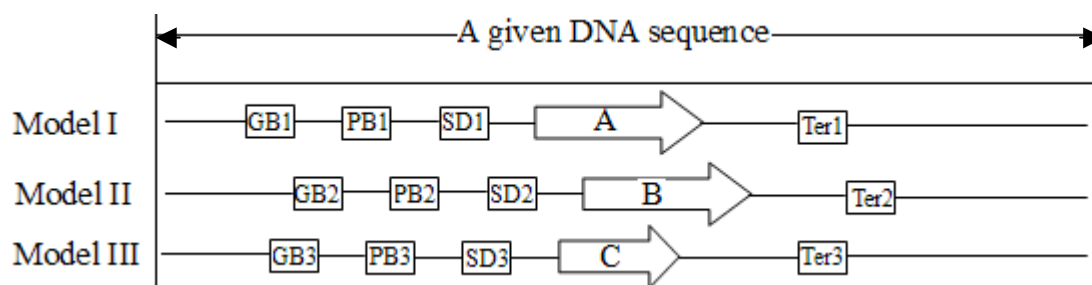 A given DNA sequence
Model I GB1 PB1 SD1 A Ter1
Model II GB2 PB2 SD2 B Ter2
Model III GB3 PB3 SD3 C Ter3